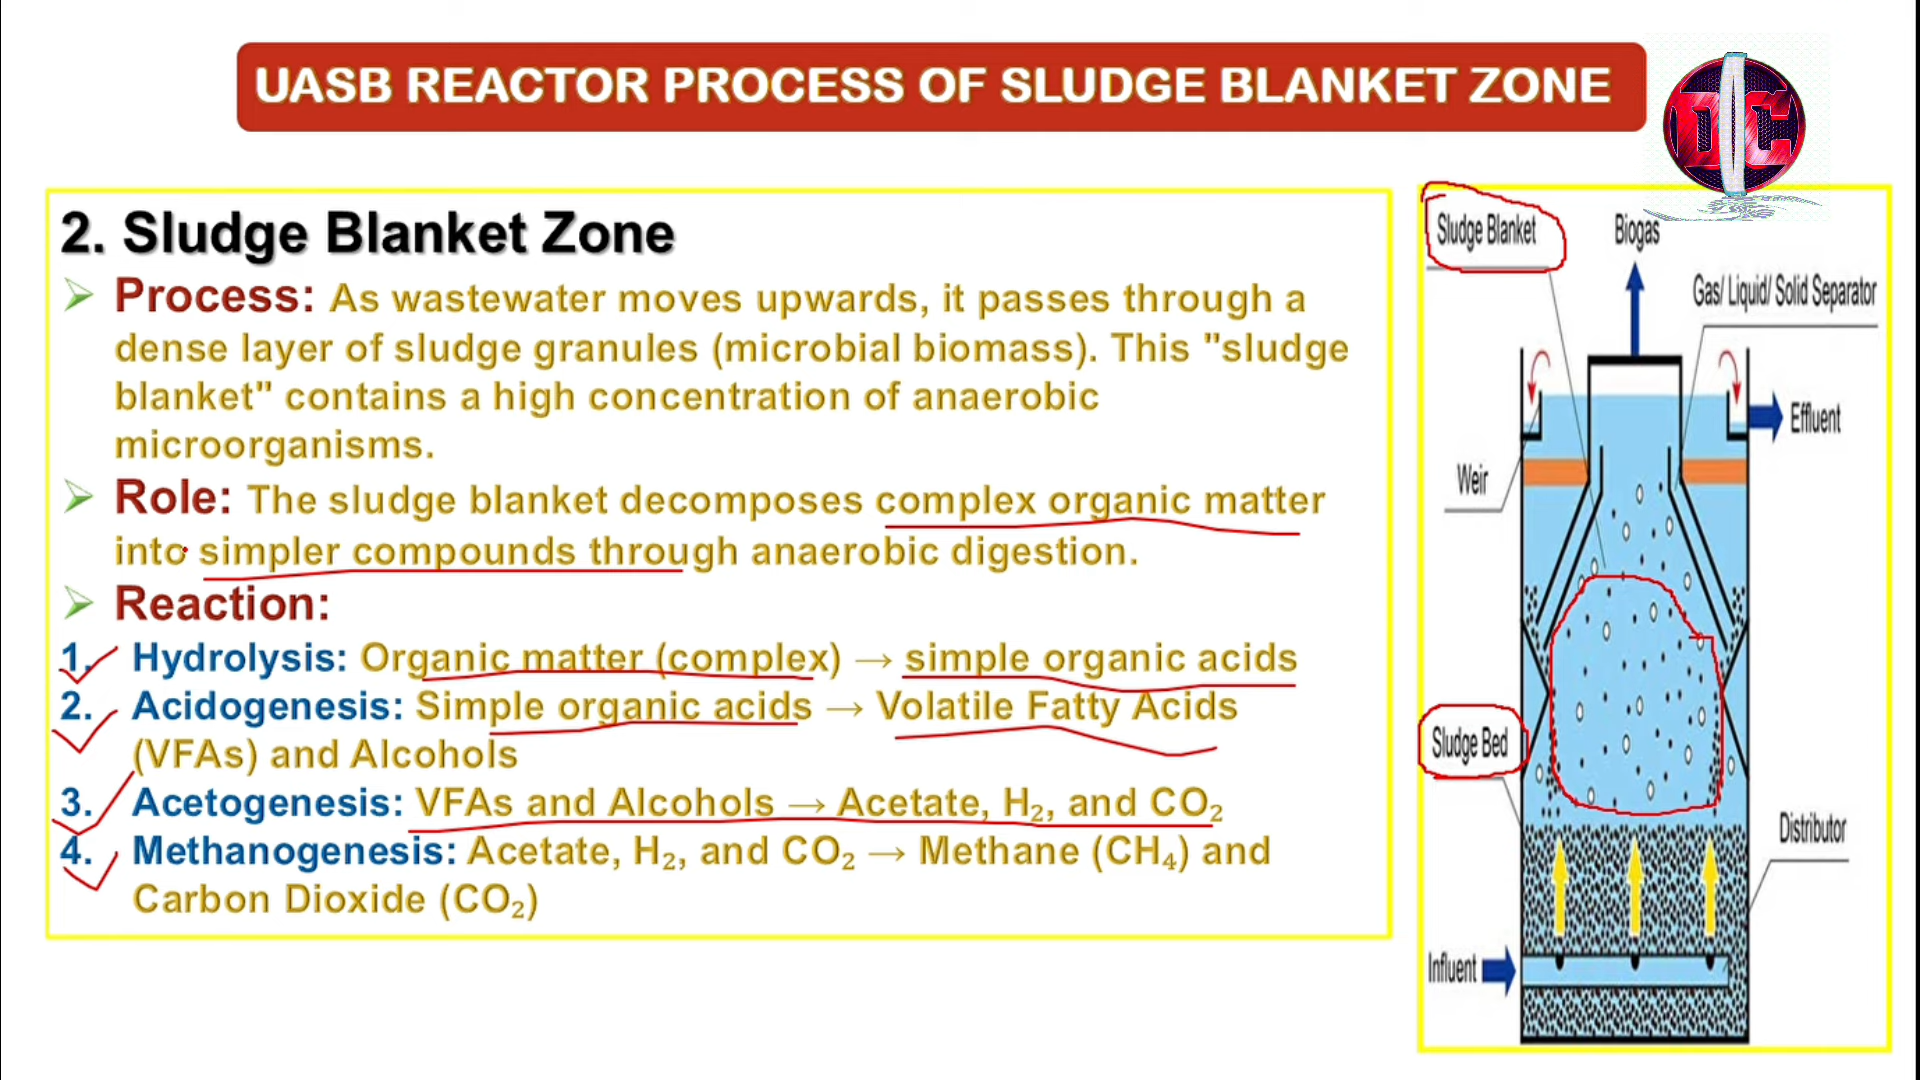 UASB REACTOR PROCESS OF SLUDGE BLANKET ZONE
DC
2. Sludge Blanket Zone
Process: As wastewater moves upwards, it passes through a
dense layer of sludge granules (microbial biomass). This "sludge
blanket" contains a high concentration of anaerobic
microorganisms.
Role: The sludge blanket decomposes complex organic matter
into simpler compounds through anaerobic digestion.
Reaction:
1. Hydrolysis: Organic matter (complex) → simple organic acids
2. Acidogenesis: Simple organic acids → Volatile Fatty Acids
(VFAs) and Alcohols
3. Acetogenesis: VFAs and Alcohols → Acetate, H₂, and CO₂
4. Methanogenesis: Acetate, H₂, and CO₂ → Methane (CH₄) and
Carbon Dioxide (CO₂)
Sludge Blanket
Biogas
Gas/ Liquid/ Solid Separator
Effluent
Weir
Sludge Bed
Distributor
Influent